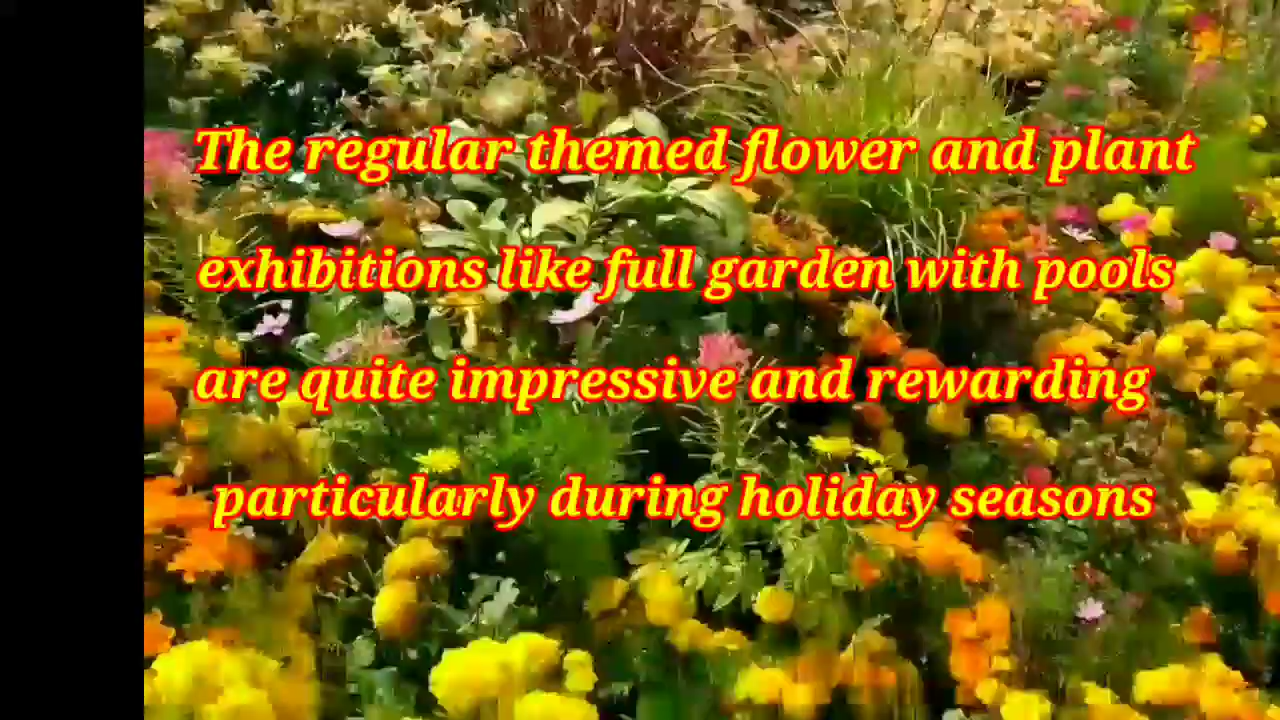 The regular themed flower and plant
exhibitions like full garden with pools
are quite impressive and rewarding
particularly during holiday seasons